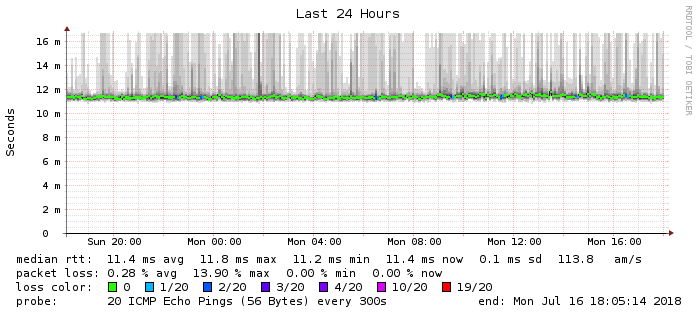 Last 24 Hours
RRDTOOL / TOBI OETIKER
Seconds
16 m
14 m
12 m
10 m
8 m
6 m
4 m
2 m
0
Sun 20:00 Mon 00:00 Mon 04:00 Mon 08:00 Mon 12:00 Mon 16:00
median rtt: 11.4 ms avg 11.8 ms max 11.2 ms min 11.4 ms now 0.1 ms sd 113.8 am/s
packet loss: 0.28 % avg 13.90 % max 0.00 % min 0.00 % now
loss color: 0 1/20 2/20 3/20 4/20 10/20 19/20
probe: 20 ICMP Echo Pings (56 Bytes) every 300s end: Mon Jul 16 18:05:14 2018